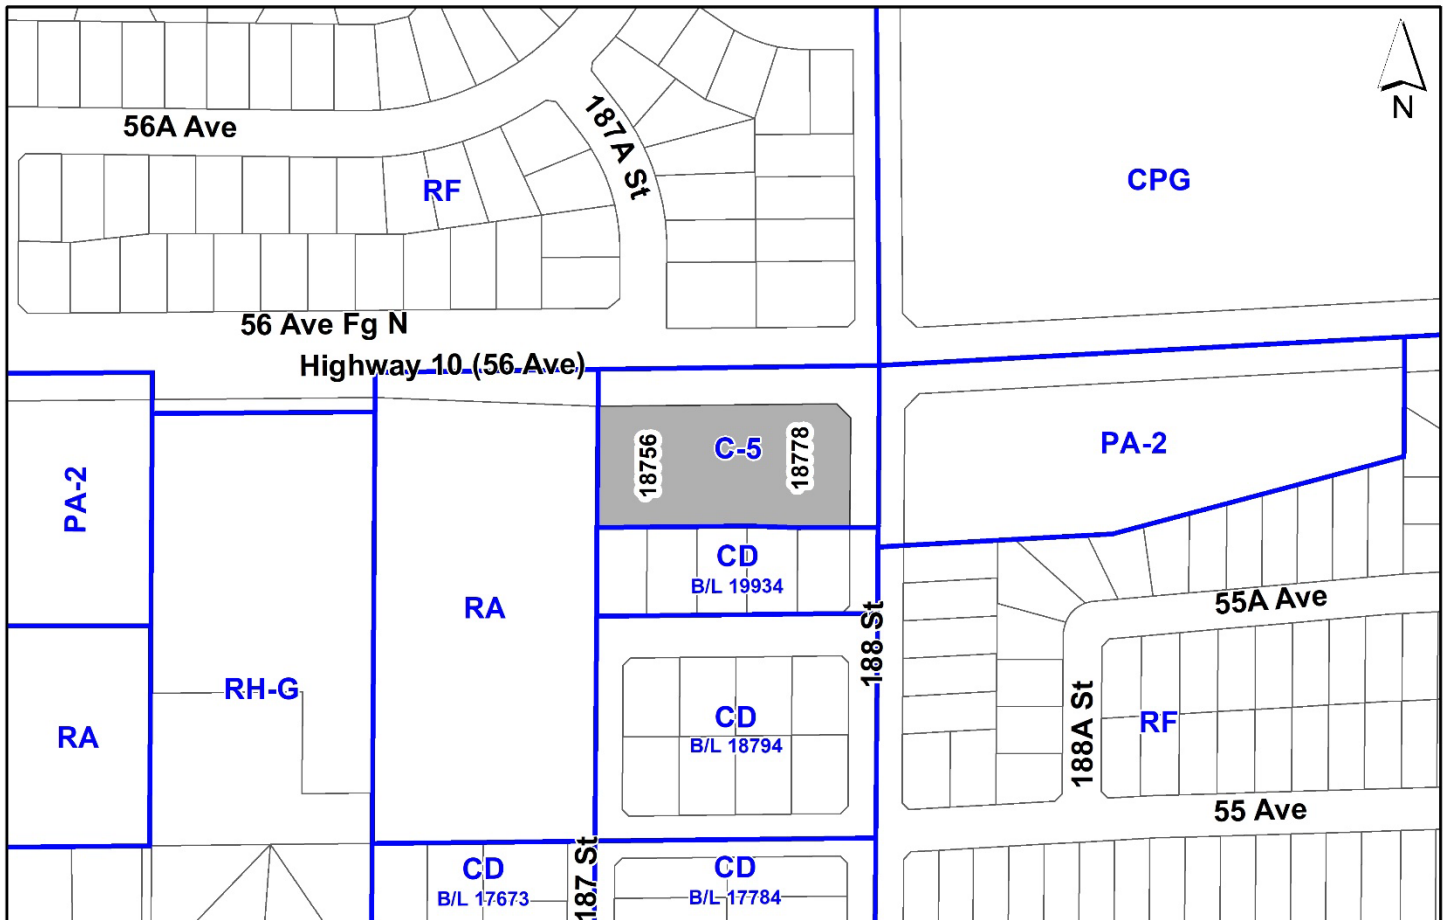 56A Ave
187A St
N
CPG
RF
56 Ave Fg N
Highway 10 (56 Ave)
18756
C-5
18778
PA-2
PA-2
CD
B/L 19934
RA
188 St
55A Ave
RH-G
RA
CD
B/L 18794
188A St
RF
55 Ave
CD
B/L 17673
187 St
CD
B/L 17784